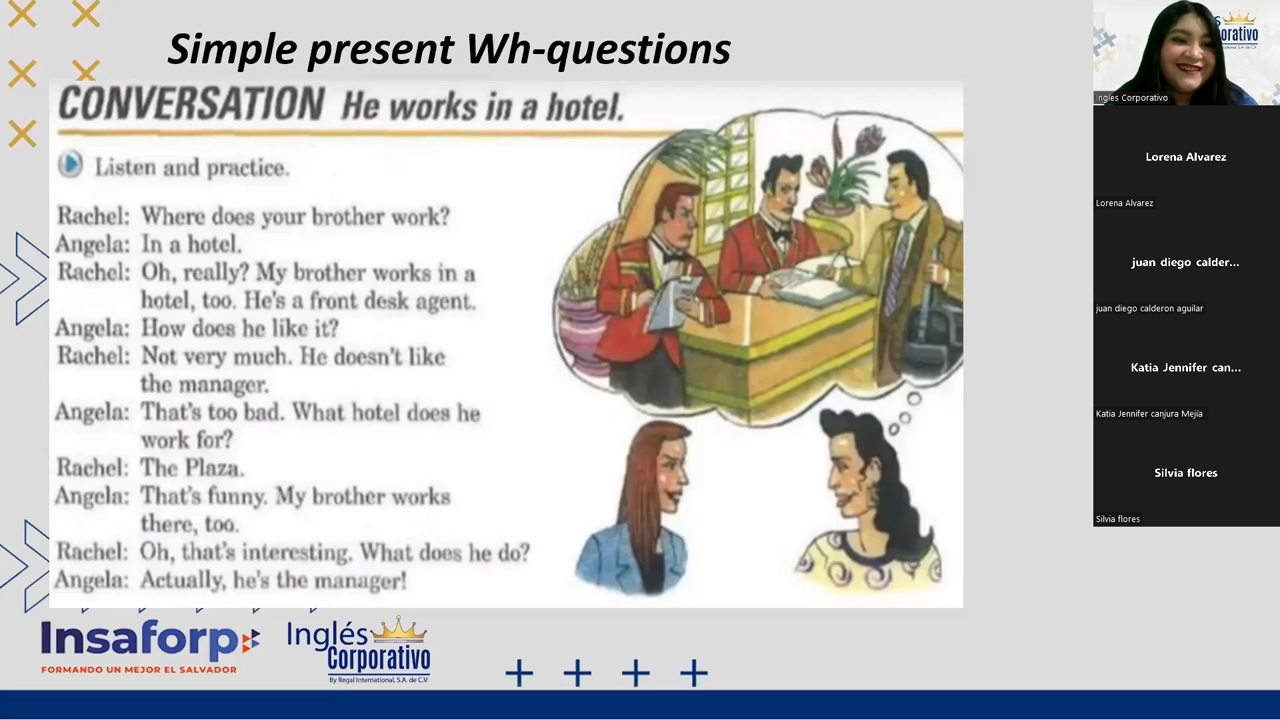 Simple present Wh-questions
CONVERSATION He works in a hotel.
Listen and practice.
Rachel: Where does your brother work?
Angela: In a hotel.
Rachel: Oh, really? My brother works in a
hotel, too. He's a front desk agent.
Angela: How does he like it?
Rachel: Not very much. He doesn't like
the manager.
Angela: That's too bad. What hotel does he
work for?
Rachel: The Plaza.
Angela: That's funny. My brother works
there, too.
Rachel: Oh, that's interesting. What does he do?
Angela: Actually, he's the manager!
Insaforp
FORMANDO UN MEJOR EL SALVADOR
Inglés
Corporativo
By Regal International, S.A. de C.V.
Ingles Corporativo
Lorena Alvarez
Lorena Alvarez
juan diego calder...
juan diego calderon aguilar
Katia Jennifer can...
Katia Jennifer canjura Mejía
Silvia flores
Silvia flores